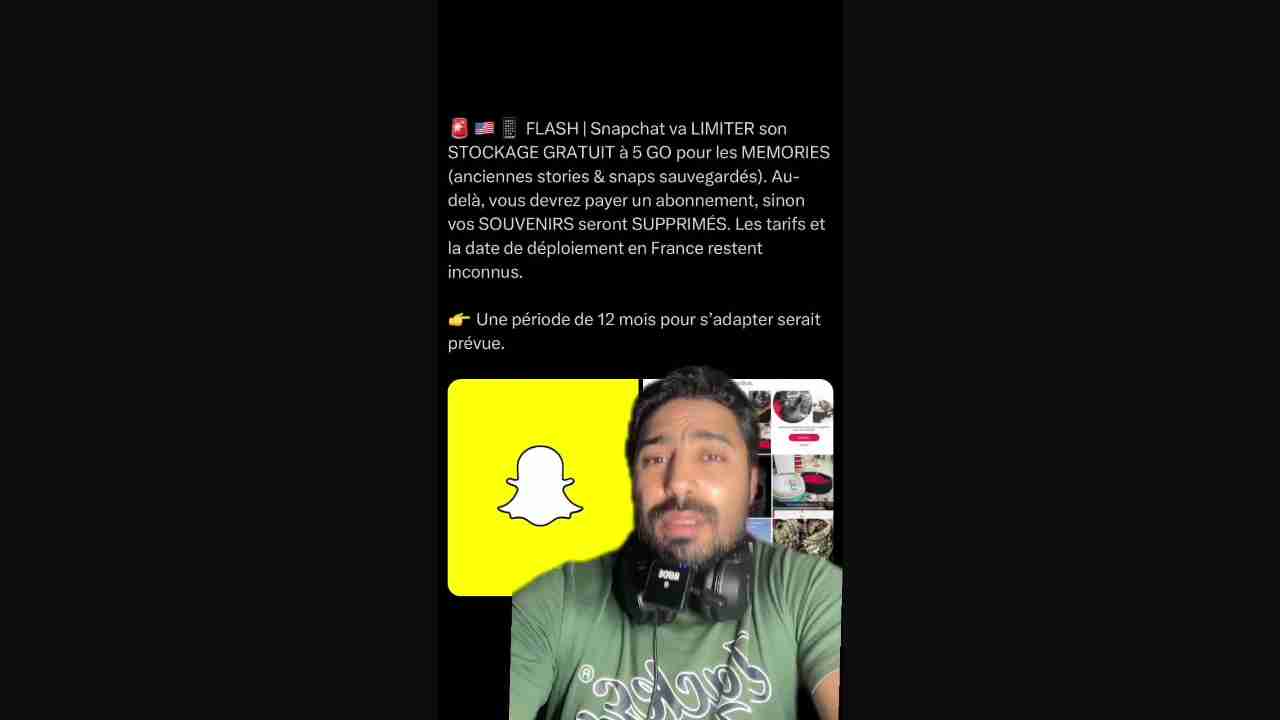 🚨 🇺🇸 📱 FLASH | Snapchat va LIMITER son
STOCKAGE GRATUIT à 5 GO pour les MEMORIES
(anciennes stories & snaps sauvegardés). Au-
delà, vous devrez payer un abonnement, sinon
vos SOUVENIRS seront SUPPRIMÉS. Les tarifs et
la date de déploiement en France restent
inconnus.
👉 Une période de 12 mois pour s’adapter serait
prévue.